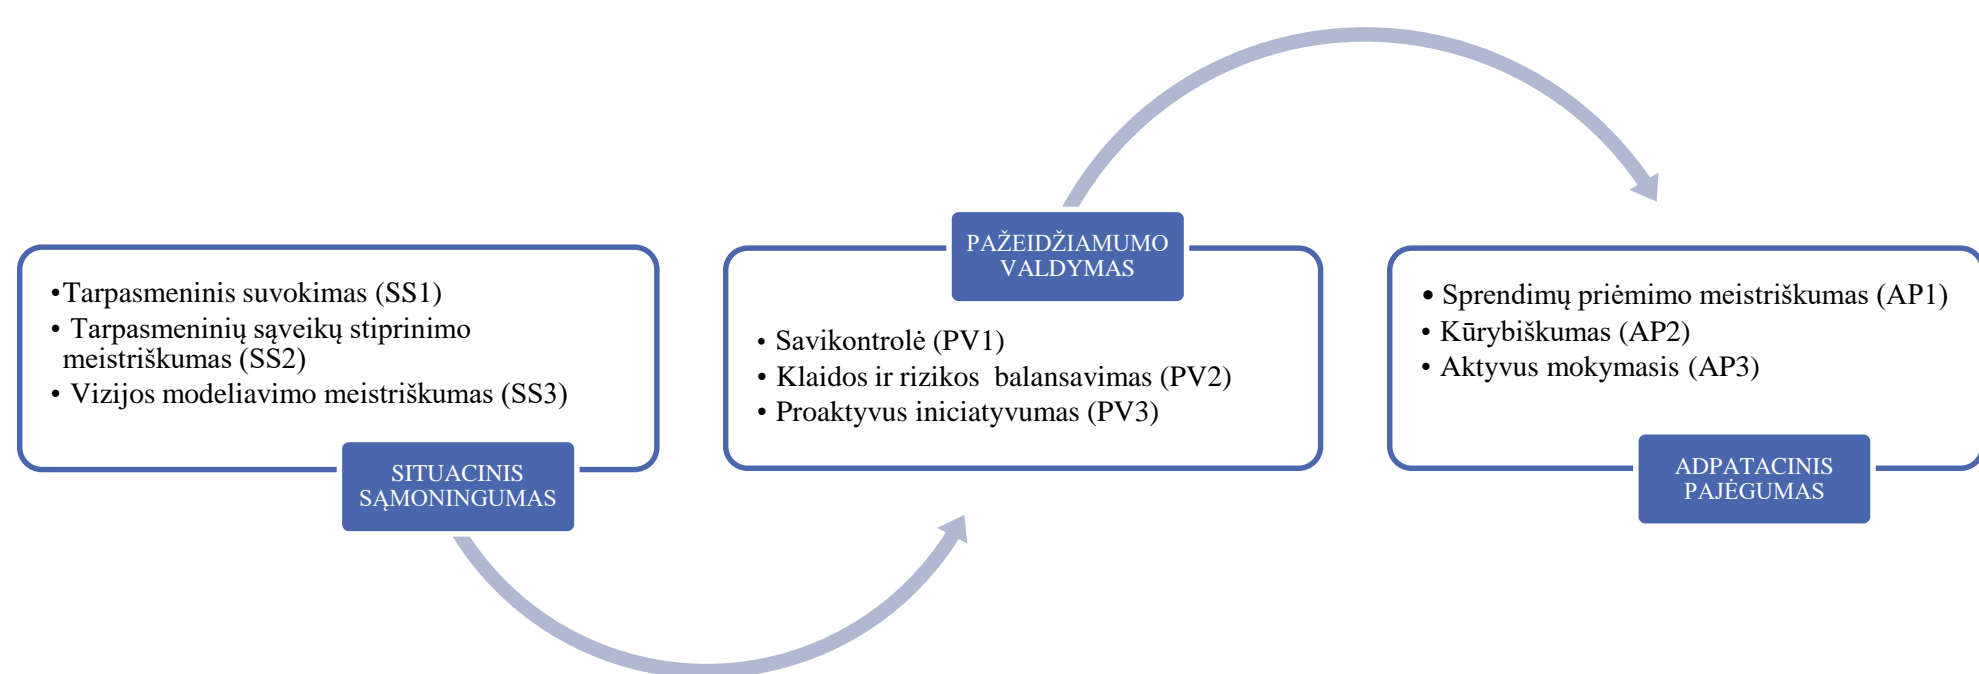 •Tarpasmeninis suvokimas (SS1)
• Tarpasmeninių sąveikų stiprinimo
meistriškumas (SS2)
• Vizijos modeliavimo meistriškumas (SS3)
SITUACINIS
SĄMONINGUMAS
PAŽEIDŽIAMUMO
VALDYMAS
• Savikontrolė (PV1)
• Klaidos ir rizikos  balansavimas (PV2)
• Proaktyvus iniciatyvumas (PV3)
• Sprendimų priėmimo meistriškumas (AP1)
• Kūrybiškumas (AP2)
• Aktyvus mokymasis (AP3)
ADPATACINIS
PAJĖGUMAS